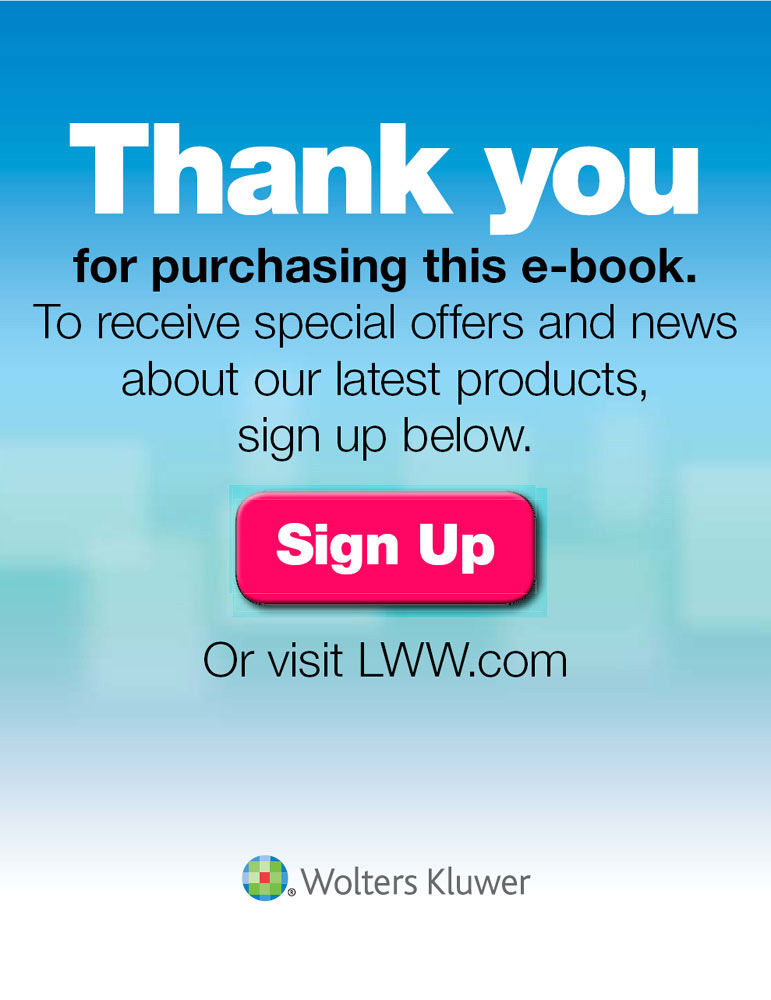 Thank you
for purchasing this e-book.
To receive special offers and news
about our latest products,
sign up below.
Sign Up
Or visit LWW.com
® Wolters Kluwer